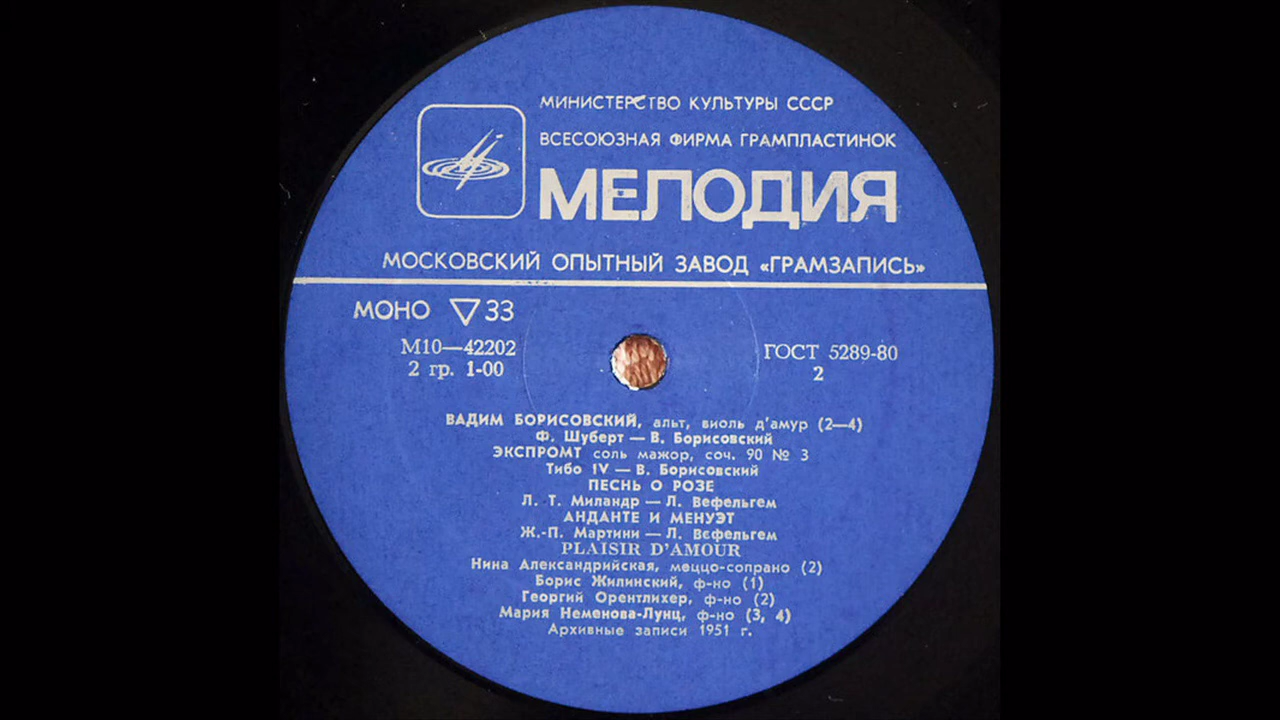 МИНИСТЕРСТВО КУЛЬТУРЫ СССР
ВСЕСОЮЗНАЯ ФИРМА ГРАМПЛАСТИНОК
МЕЛОДИЯ
МОСКОВСКИЙ ОПЫТНЫЙ ЗАВОД «ГРАМЗАПИСЬ»
МОНО 33
М10—42202
2 гр. 1-00
ГОСТ 5289-80
2
ВАДИМ БОРИСОВСКИЙ, альт, виоль д'амур (2—4)
Ф. Шуберт — В. Борисовский
ЭКСПРОМТ соль мажор, соч. 90 № 3
Тибо IV — В. Борисовский
ПЕСНЬ О РОЗЕ
Л. Т. Миландр — Л. Вефельгем
АНДАНТЕ И МЕНУЭТ
Ж.-П. Мартини — Л. Вефельгем
PLAISIR D'AMOUR
Нина Александрийская, меццо-сопрано (2)
Борис Жилинский, ф-но (1)
Георгий Орентлихер, ф-но (2)
Мария Неменова-Лунц, ф-но (3, 4)
Архивные записи 1951 г.